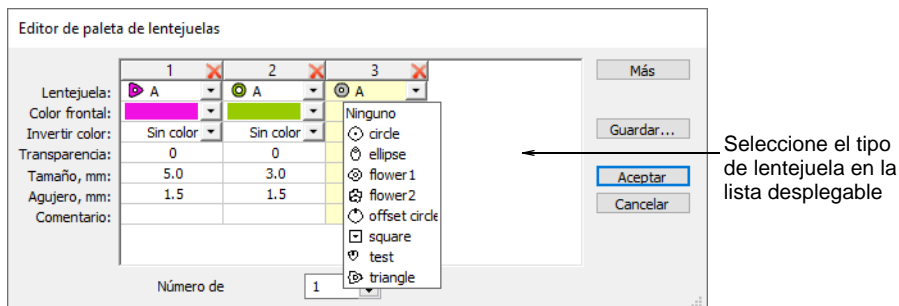 Editor de paleta de lentejuelas
1 2 3 Más
Lentejuela: A A A
Color frontal: Ninguno
Invertir color: Sin color Sin color circle Guardar...
Transparencia: 0 0 ellipse
Tamaño, mm: 5.0 3.0 flower1 Aceptar
Agujero, mm: 1.5 1.5 flower2 Cancelar
Comentario: offset circle
square
test
triangle
Número de 1
Seleccione el tipo
de lentejuela en la
lista desplegable